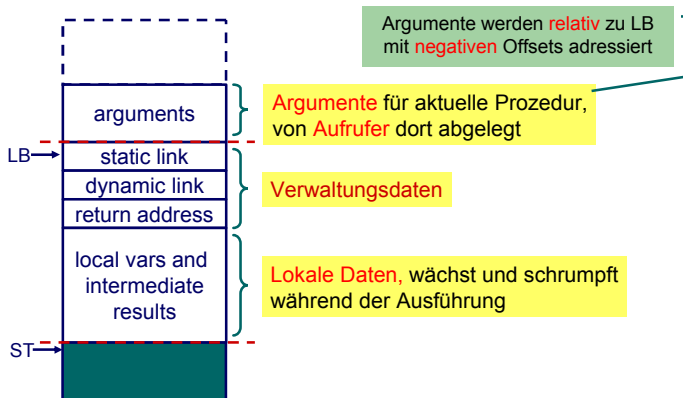 Argumente werden relativ zu LB
mit negativen Offsets adressiert
arguments
Argumente für aktuelle Prozedur,
von Aufrufer dort abgelegt
LB
static link
dynamic link
return address
Verwaltungsdaten
local vars and
intermediate
results
Lokale Daten, wächst und schrumpft
während der Ausführung
ST